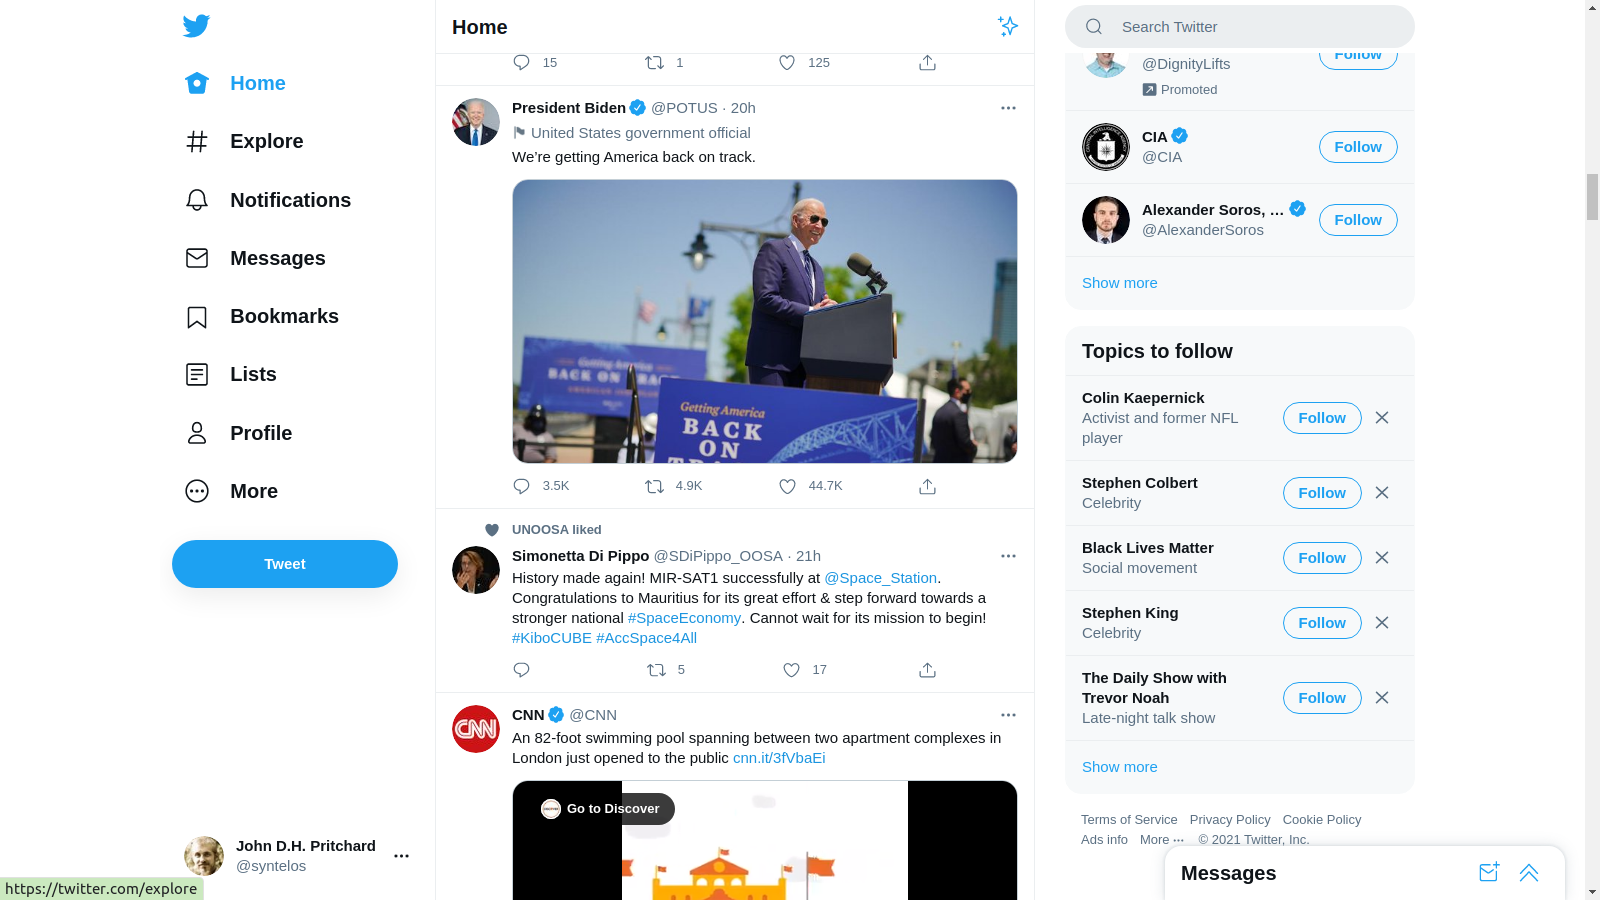 Home
Explore
Notifications
Messages
Bookmarks
Lists
Profile
More
Tweet
John D.H. Pritchard
@syntelos
https://twitter.com/explore
Home
15 1 125
President Biden @POTUS · 20h
United States government official
We're getting America back on track.
Getting America
BACK ON TRACK
Getting America
BACK
ON
TRACK
3.5K 4.9K 44.7K
UNOOSA liked
Simonetta Di Pippo @SDiPippo_OOSA · 21h
History made again! MIR-SAT1 successfully at @Space_Station.
Congratulations to Mauritius for its great effort & step forward towards a
stronger national #SpaceEconomy. Cannot wait for its mission to begin!
#KiboCUBE #AccSpace4All
5 17
CNN @CNN
An 82-foot swimming pool spanning between two apartment complexes in
London just opened to the public cnn.it/3fVbaEi
CNN
Go to Discover
Search Twitter
Follow
@DignityLifts
Promoted
CIA
@CIA
Follow
Alexander Soros, ...
@AlexanderSoros
Follow
Show more
Topics to follow
Colin Kaepernick
Activist and former NFL
player
Follow
Stephen Colbert
Celebrity
Follow
Black Lives Matter
Social movement
Follow
Stephen King
Celebrity
Follow
The Daily Show with
Trevor Noah
Late-night talk show
Follow
Show more
Terms of Service Privacy Policy Cookie Policy
Ads info More ··· © 2021 Twitter, Inc.
Messages